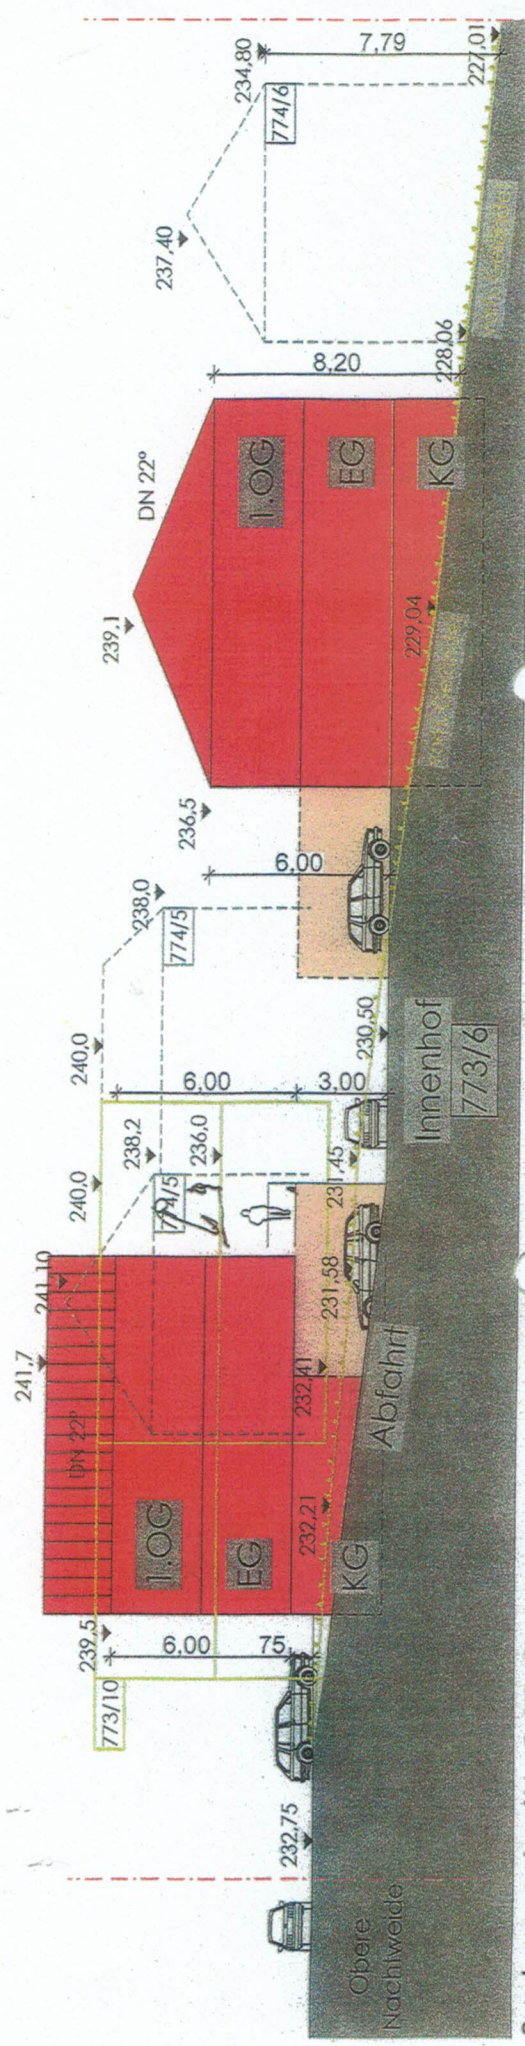 Obere
Nachtweide
232,75
773/10
239,5
6.00
75
241,7
241,10
DN 22°
1.OG
EG
KG
232,21
232,41
Abfahrt
231,58
231,45
240,0
238,2
774/5
236,0
6.00
3.00
240,0
238,0
774/5
230,50
Innenhof
773/6
236,5
6.00
239,1
DN 22°
1.OG
EG
KG
229,04
8,20
228,06
237,40
234,80
774/6
7,79
227,01